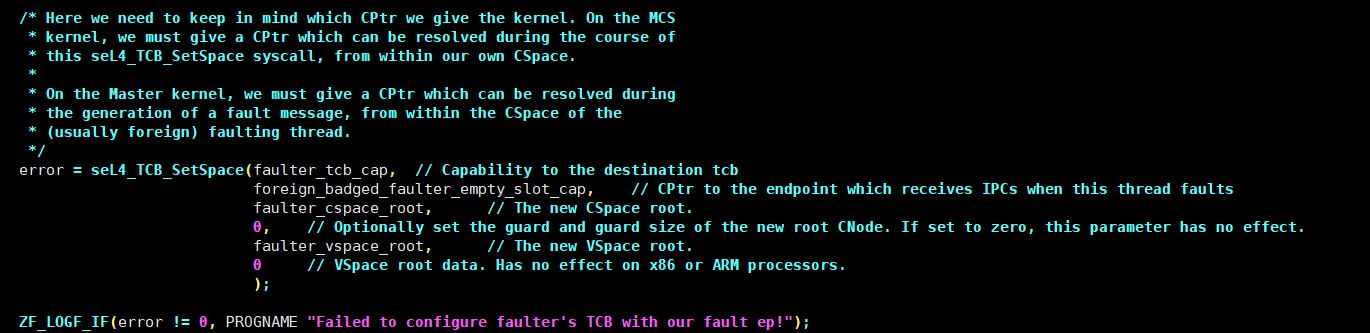 /* Here we need to keep in mind which CPtr we give the kernel. On the MCS
 * kernel, we must give a CPtr which can be resolved during the course of
 * this seL4_TCB_SetSpace syscall, from within our own CSpace.
 *
 * On the Master kernel, we must give a CPtr which can be resolved during
 * the generation of a fault message, from within the CSpace of the
 * (usually foreign) faulting thread.
 */
error = seL4_TCB_SetSpace(faulter_tcb_cap,  // Capability to the destination tcb
                          foreign_badged_faulter_empty_slot_cap,    // CPtr to the endpoint which receives IPCs when this thread faults
                          faulter_cspace_root,      // The new CSpace root.
                          0,    // Optionally set the guard and guard size of the new root CNode. If set to zero, this parameter has no effect.
                          faulter_vspace_root,      // The new VSpace root.
                          0     // VSpace root data. Has no effect on x86 or ARM processors.
                          );
ZF_LOGF_IF(error != 0, PROGNAME "Failed to configure faulter's TCB with our fault ep!");